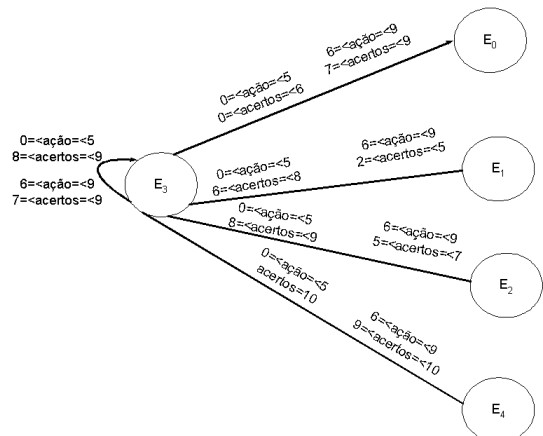 E0
0=<ação=<5
0=<acertos=<6
6=<ação=<9
7=<acertos=<9
0=<ação=<5
8=<acertos=<9
6=<ação=<9
7=<acertos=<9
E3
0=<ação=<5
6=<acertos=<8
6=<ação=<9
2=<acertos=<5
E1
0=<ação=<5
8=<acertos=<9
6=<ação=<9
5=<acertos=<7
E2
0=<ação=<5
acertos=10
6=<ação=<9
9=<acertos=<10
E4